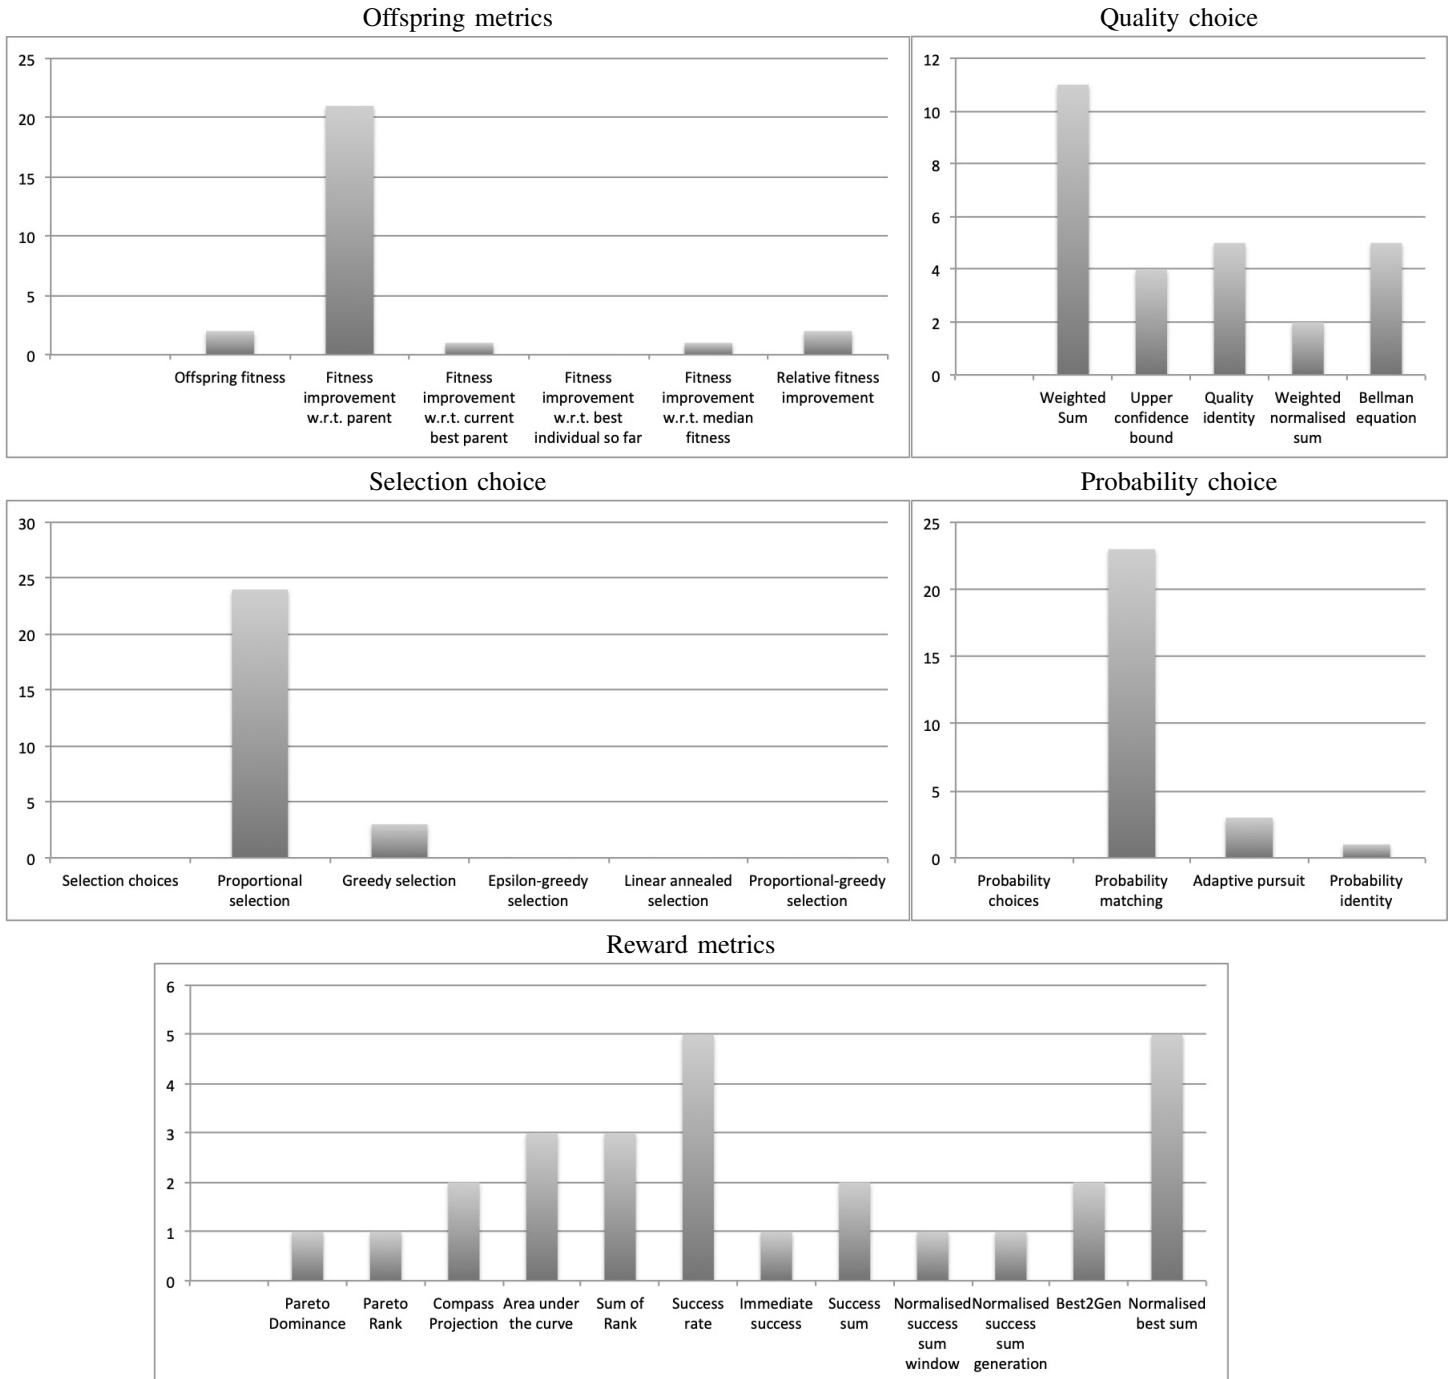 Offspring metrics
25
20
15
10
5
0
Offspring fitness
Fitness
improvement
w.r.t. parent
Fitness
improvement
w.r.t. current
best parent
Fitness
improvement
w.r.t. best
individual so far
Fitness
improvement
w.r.t. median
fitness
Relative fitness
improvement
Quality choice
12
10
8
6
4
2
0
Weighted
Sum
Upper
confidence
bound
Quality
identity
Weighted
normalised
sum
Bellman
equation
Selection choice
30
25
20
15
10
5
0
Selection choices
Proportional
selection
Greedy selection
Epsilon-greedy
selection
Linear annealed
selection
Proportional-greedy
selection
Probability choice
25
20
15
10
5
0
Probability
choices
Probability
matching
Adaptive pursuit
Probability
identity
Reward metrics
6
5
4
3
2
1
0
Pareto
Dominance
Pareto
Rank
Compass
Projection
Area under
the curve
Sum of
Rank
Success
rate
Immediate
success
Success
sum
Normalised
success
sum
window
Normalised
success
sum
generation
Best2Gen
Normalised
best sum